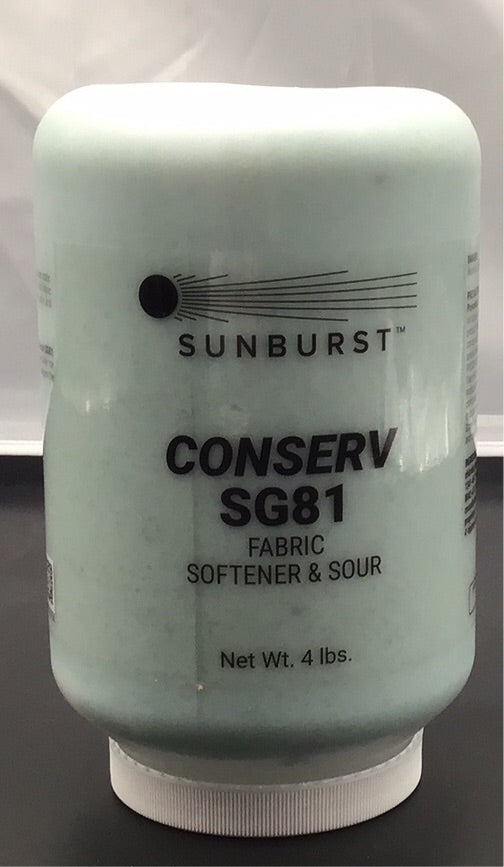 SUNBURST™
CONSERV
SG81
FABRIC
SOFTENER & SOUR
Net Wt. 4 lbs.